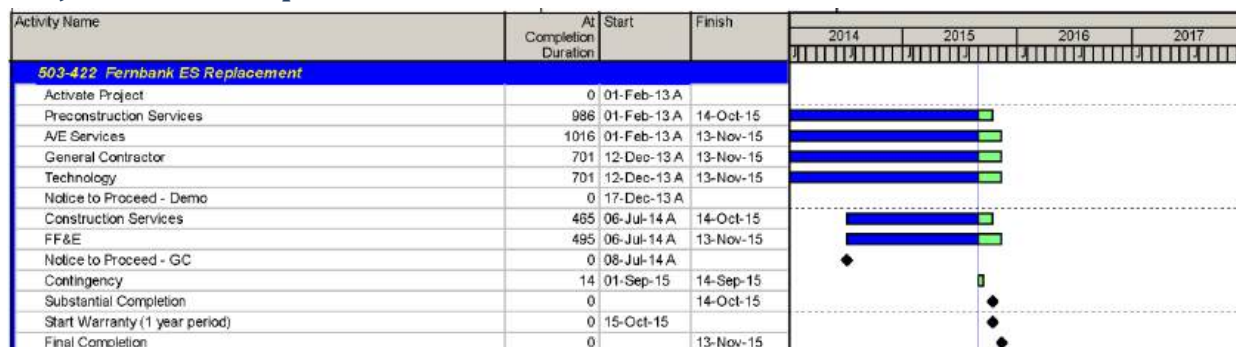 Activity Name At Completion Duration Start Finish
2014 2015 2016 2017
J J J J J J J
503-422 Fernbank ES Replacement
Activate Project 0 01-Feb-13 A
Preconstruction Services 986 01-Feb-13 A 14-Oct-15
A/E Services 1016 01-Feb-13 A 13-Nov-15
General Contractor 701 12-Dec-13 A 13-Nov-15
Technology 701 12-Dec-13 A 13-Nov-15
Notice to Proceed - Demo 0 17-Dec-13 A
Construction Services 465 06-Jul-14 A 14-Oct-15
FF&E 495 06-Jul-14 A 13-Nov-15
Notice to Proceed - GC 0 08-Jul-14 A
Contingency 14 01-Sep-15 14-Sep-15
Substantial Completion 0 14-Oct-15
Start Warranty (1 year period) 0 15-Oct-15
Final Completion 0 13-Nov-15